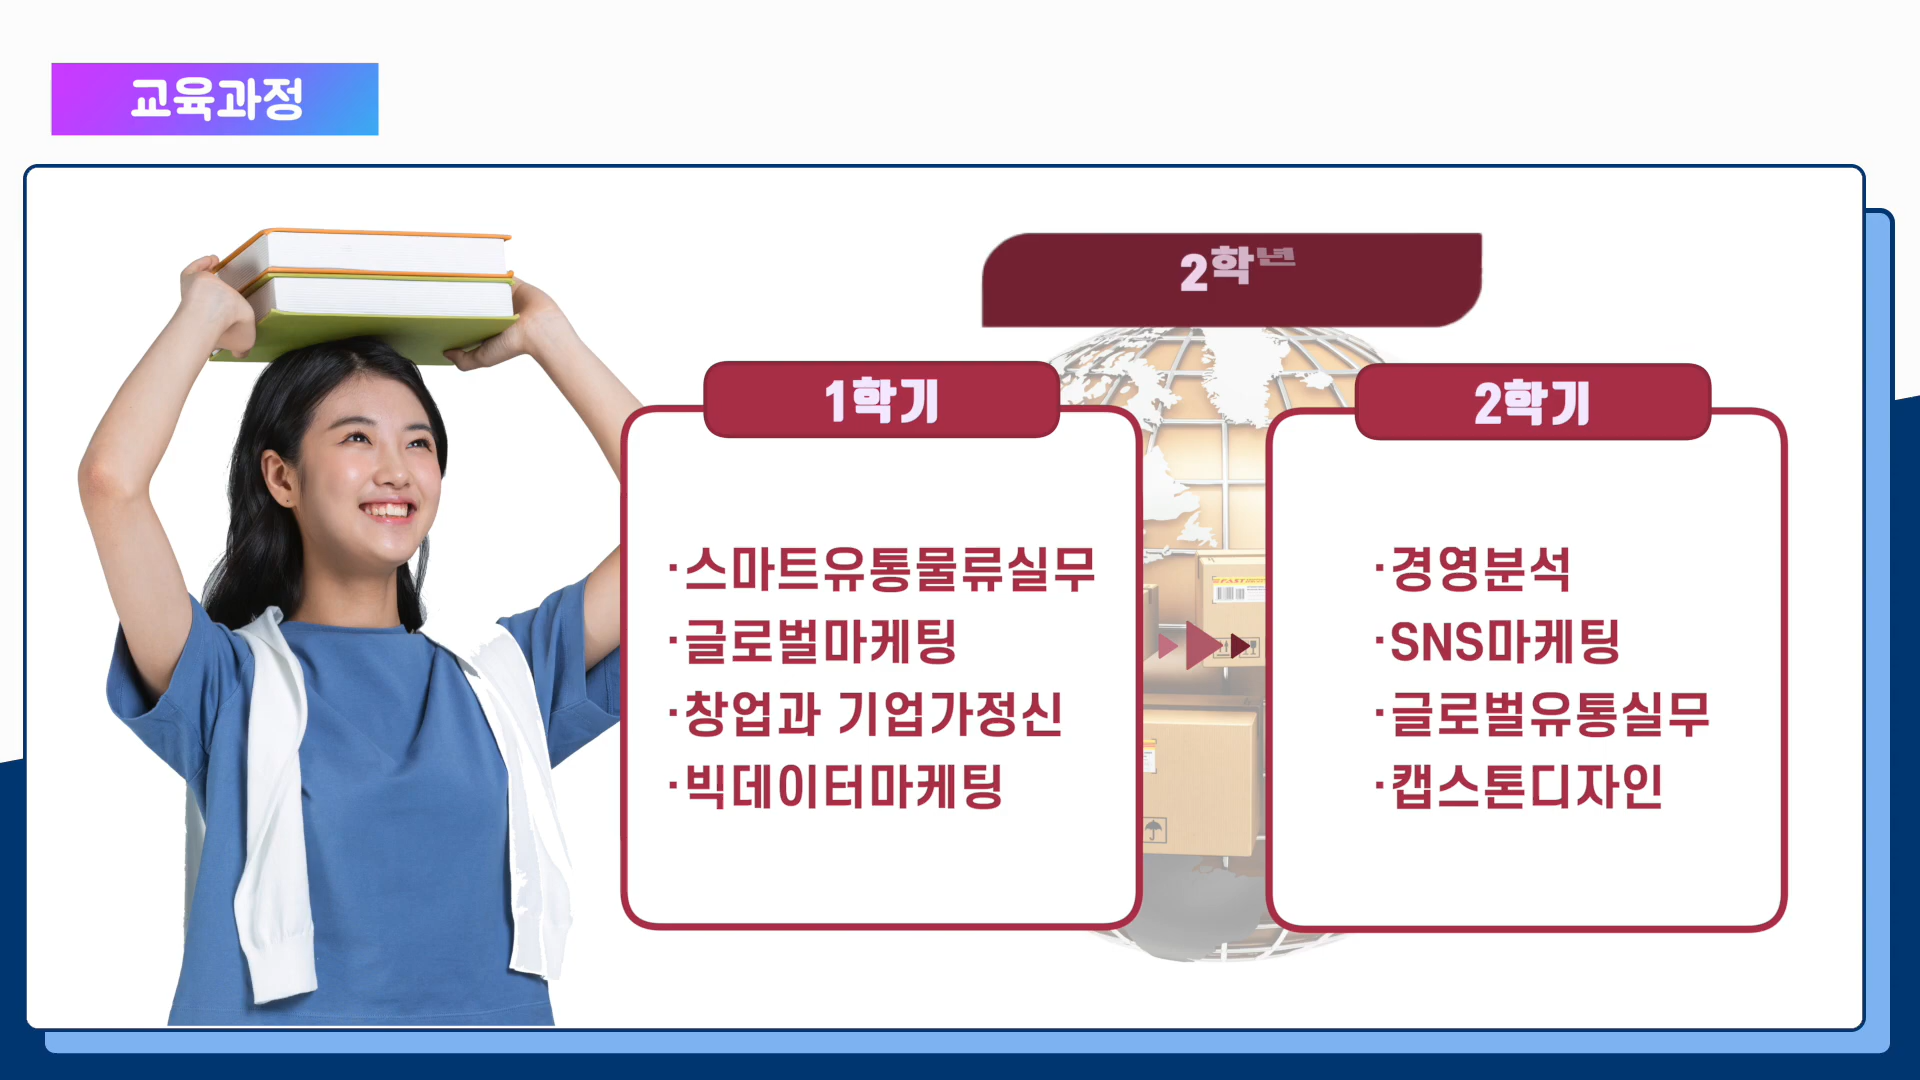 교육과정
2학년
1학기
·스마트유통물류실무
·글로벌마케팅
·창업과 기업가정신
·빅데이터마케팅
2학기
·경영분석
·SNS마케팅
·글로벌유통실무
·캡스톤디자인